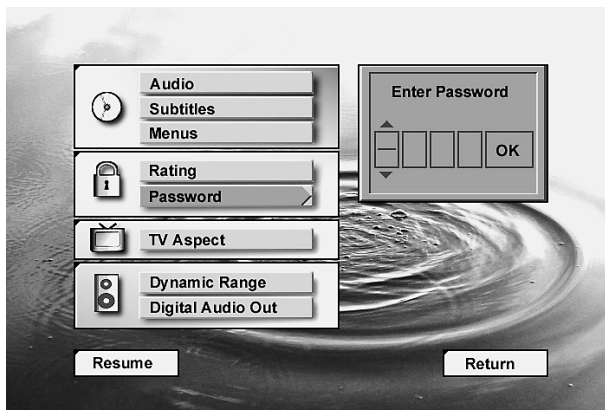 Audio
Subtitles
Menus
Rating
Password
TV Aspect
Dynamic Range
Digital Audio Out
Enter Password
OK
Resume
Return